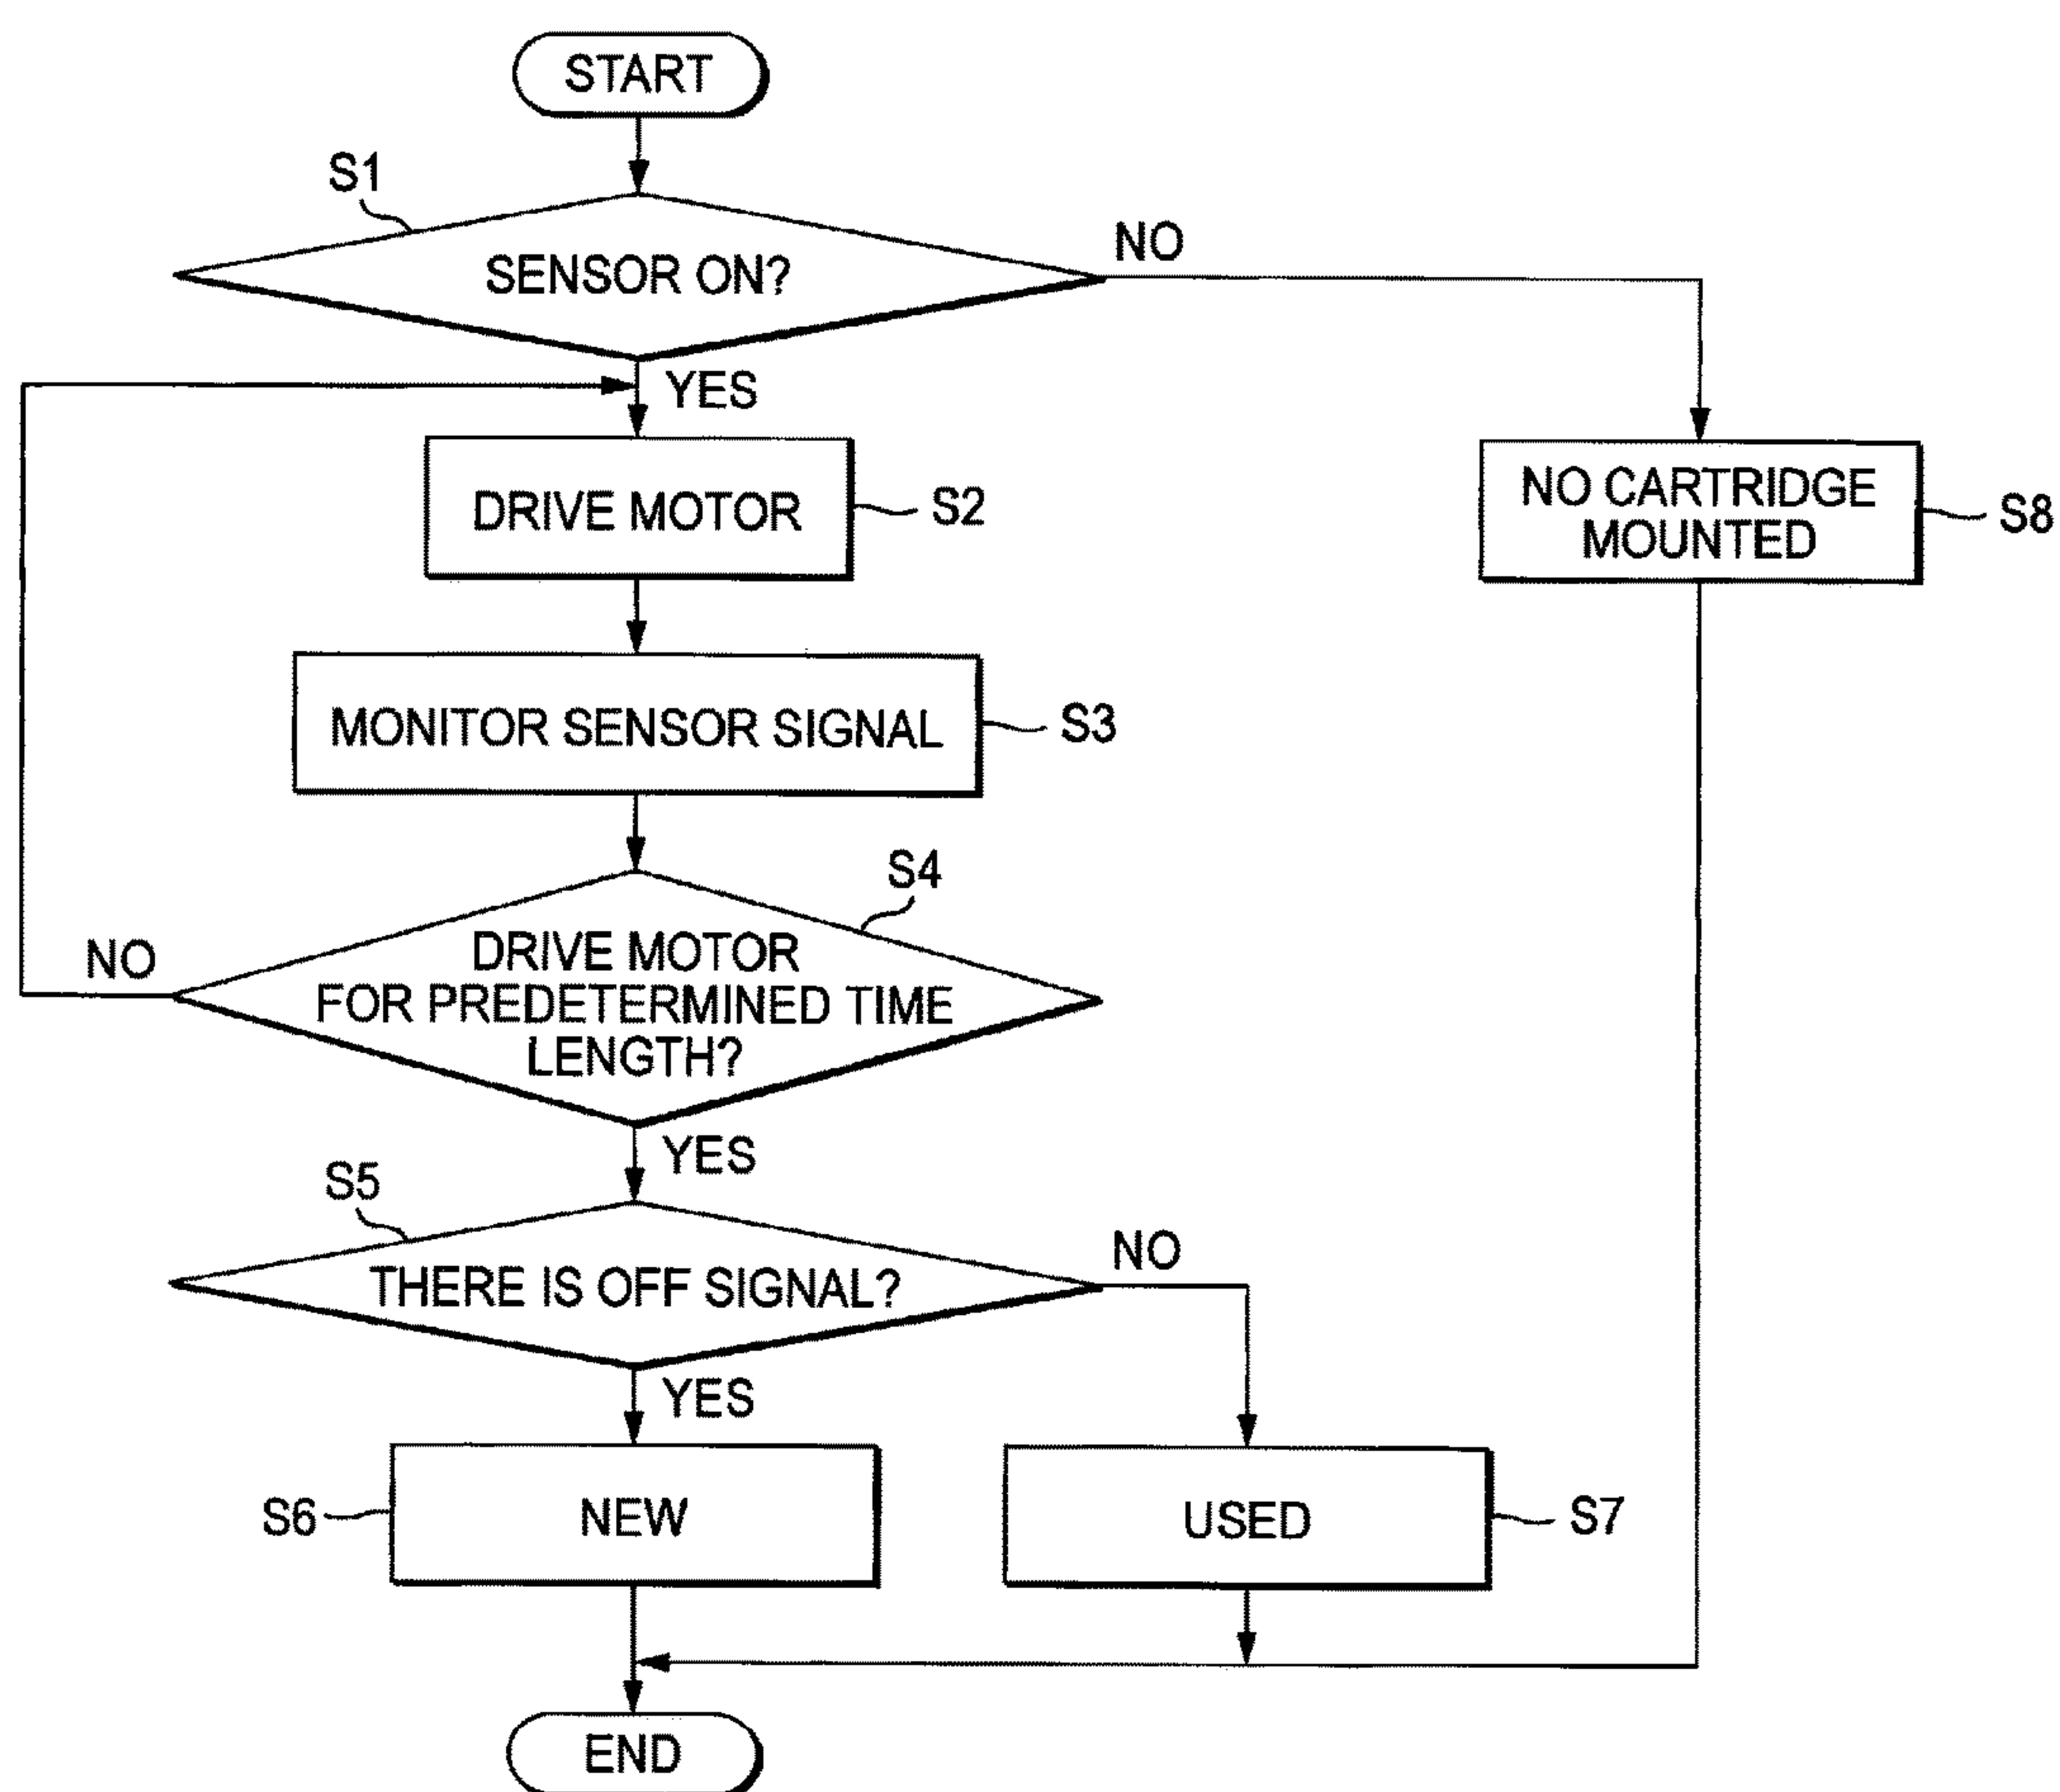 START
S1
SENSOR ON?
NO
YES
DRIVE MOTOR
S2
NO CARTRIDGE
MOUNTED
S8
MONITOR SENSOR SIGNAL
S3
S4
DRIVE MOTOR
FOR PREDETERMINED TIME
LENGTH?
NO
YES
S5
THERE IS OFF SIGNAL?
NO
YES
S6
NEW
USED
S7
END